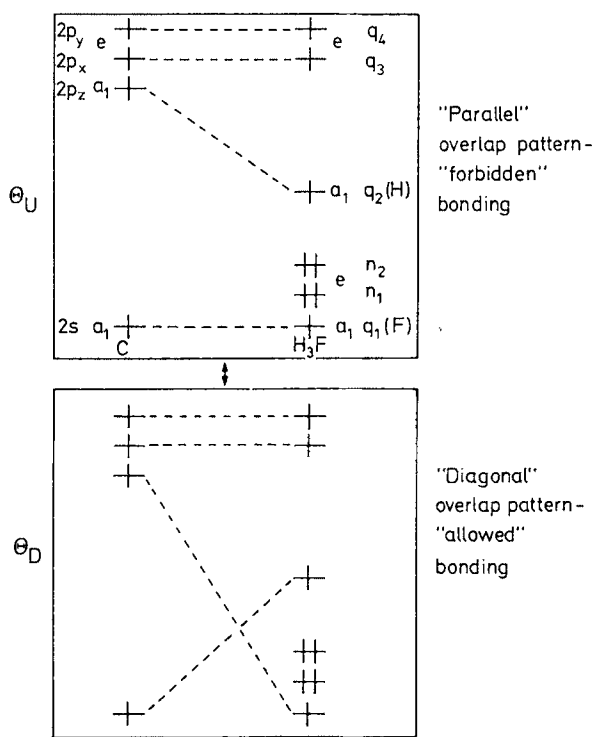 2p_y e e q_4
2p_x q_3
2p_z a_1
"Parallel"
overlap pattern-
"forbidden"
bonding
Θ_U
a_1 q_2(H)
e n_2
n_1
2s a_1 a_1 q_1(F)
C H_3F
Θ_D
"Diagonal"
overlap pattern-
"allowed"
bonding